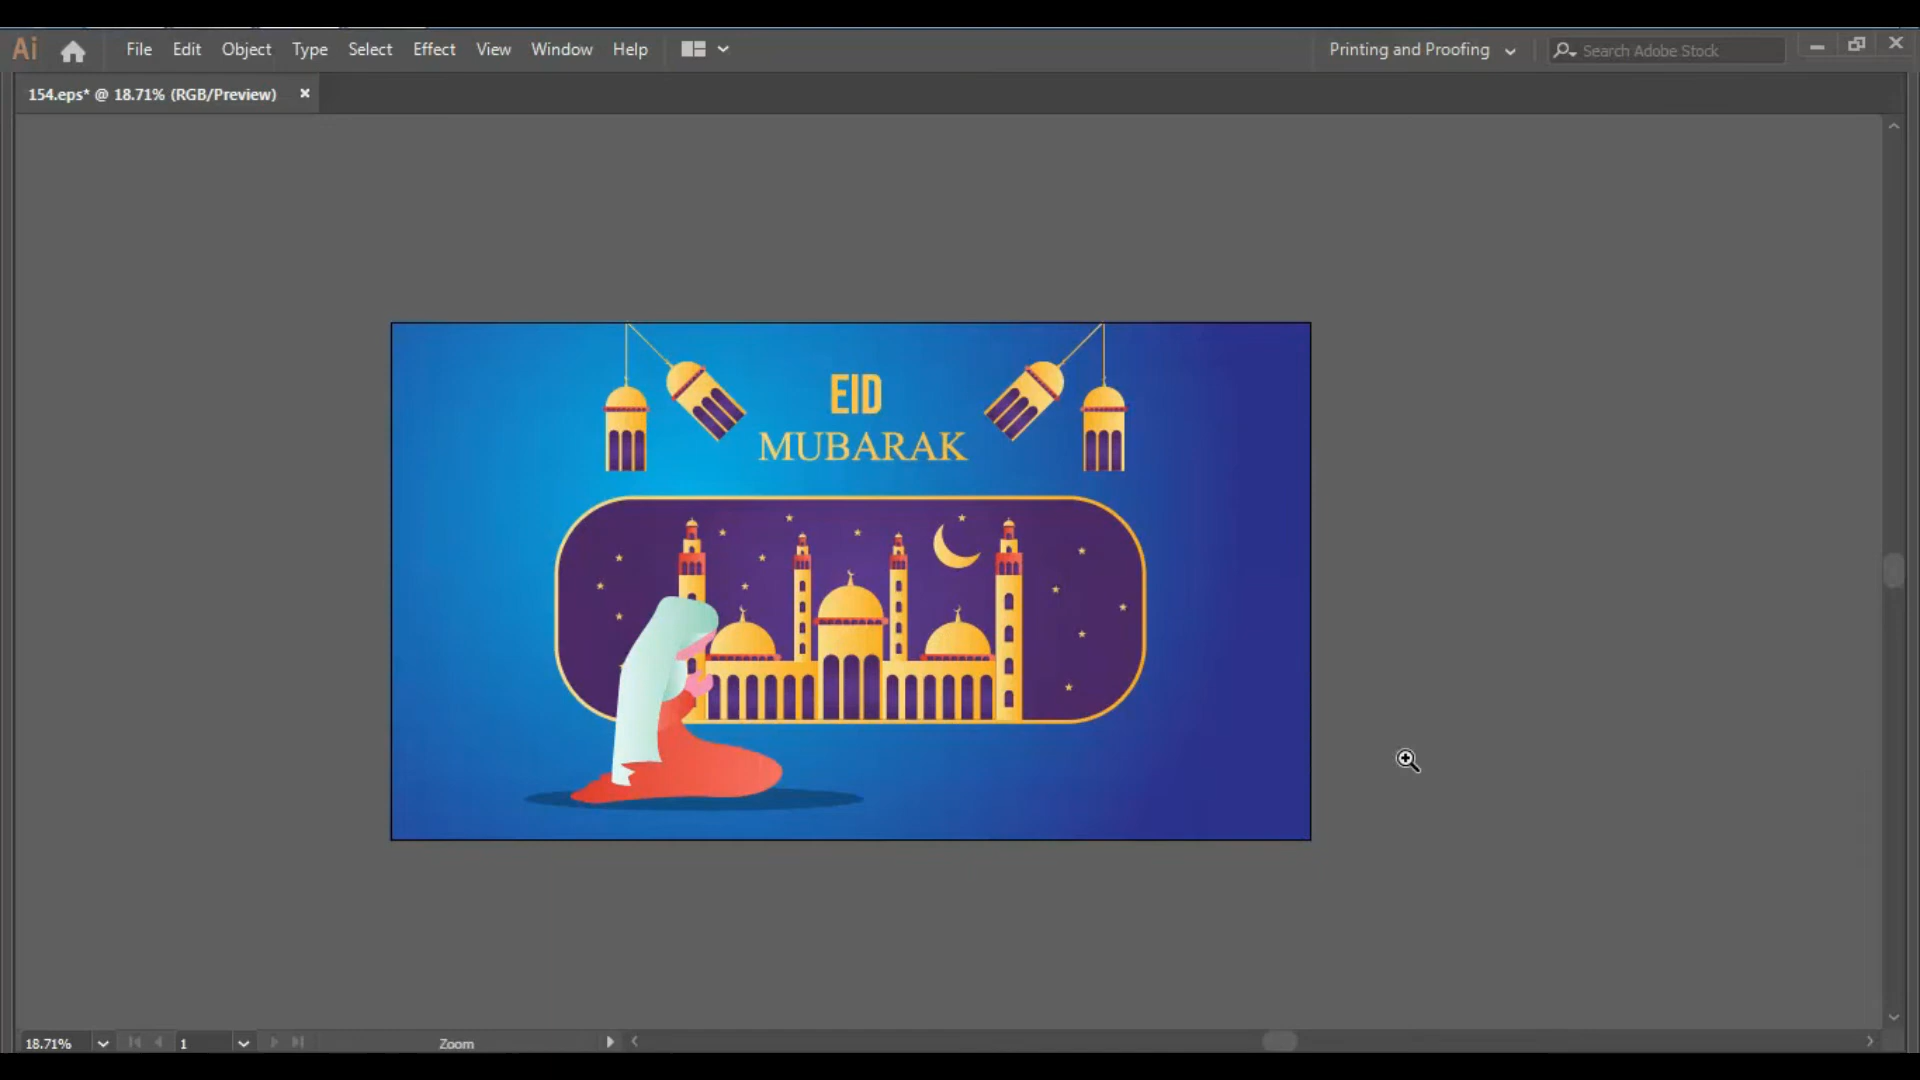 Ai File Edit Object Type Select Effect View Window Help Printing and Proofing Search Adobe Stock
154.eps* @ 18.71% (RGB/Preview) ×
EID
MUBARAK
18.71% 1 Zoom